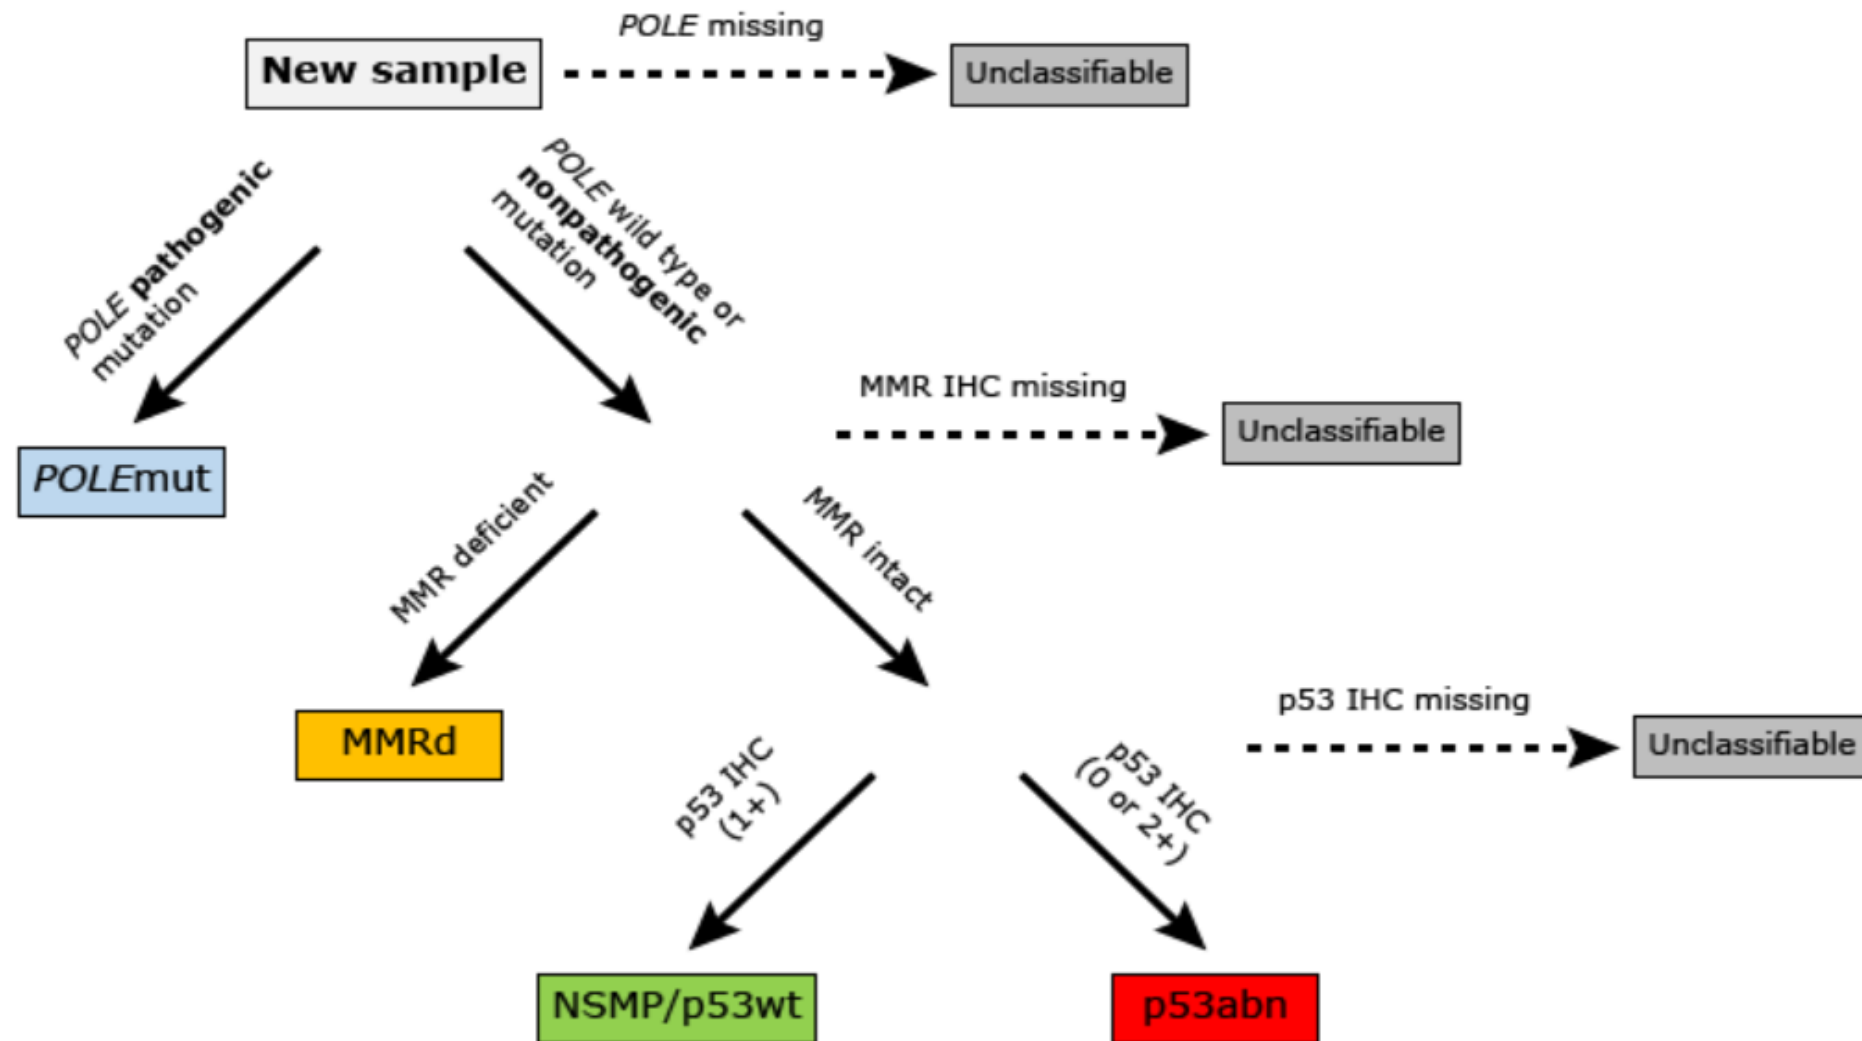 POLE missing
New sample
Unclassifiable
POLE pathogenic
mutation
POLE wild type or
nonpathogenic
mutation
MMR IHC missing
Unclassifiable
POLEmut
MMR deficient
MMR intact
p53 IHC missing
Unclassifiable
MMRd
p53 IHC
(1+)
p53 IHC
(0 or 2+)
NSMP/p53wt
p53abn